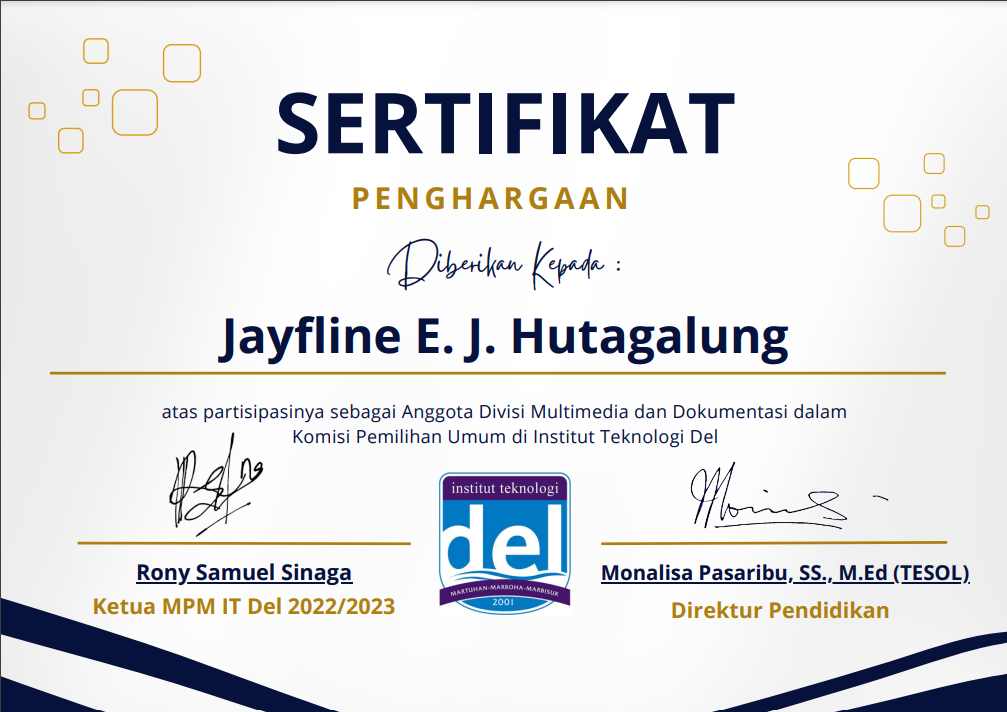 SERTIFIKAT
PENGHARGAAN
Diberikan Kepada :
Jayfline E. J. Hutagalung
atas partisipasinya sebagai Anggota Divisi Multimedia dan Dokumentasi dalam
Komisi Pemilihan Umum di Institut Teknologi Del
institut teknologi
del
MARTUHAN-MARROHA-MARBISUK
2001
Rony Samuel Sinaga
Ketua MPM IT Del 2022/2023
Monalisa Pasaribu, SS., M.Ed (TESOL)
Direktur Pendidikan